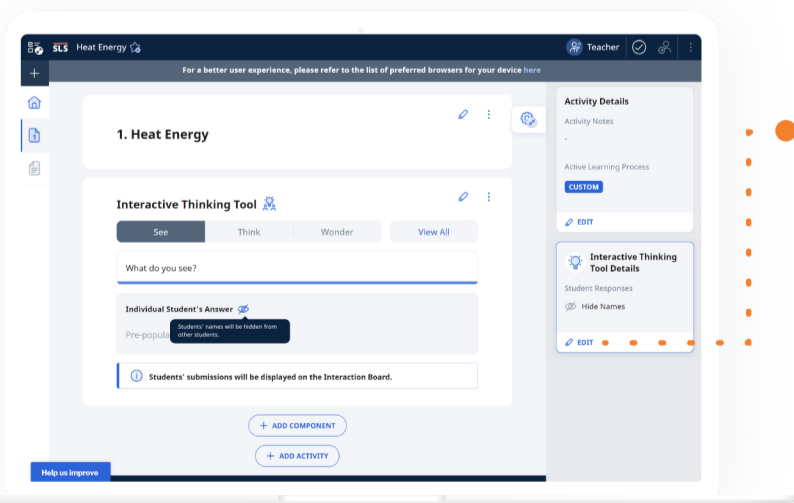 SLS Heat Energy
Teacher
For a better user experience, please refer to the list of preferred browsers for your device here
1. Heat Energy
Interactive Thinking Tool
See Think Wonder View All
What do you see?
Individual Student's Answer
Students' names will be hidden from
other students.
Pre-popula
Students' submissions will be displayed on the Interaction Board.
+ ADD COMPONENT
+ ADD ACTIVITY
Help us improve
Activity Details
Activity Notes
-
Active Learning Process
CUSTOM
EDIT
Interactive Thinking
Tool Details
Student Responses
Hide Names
EDIT